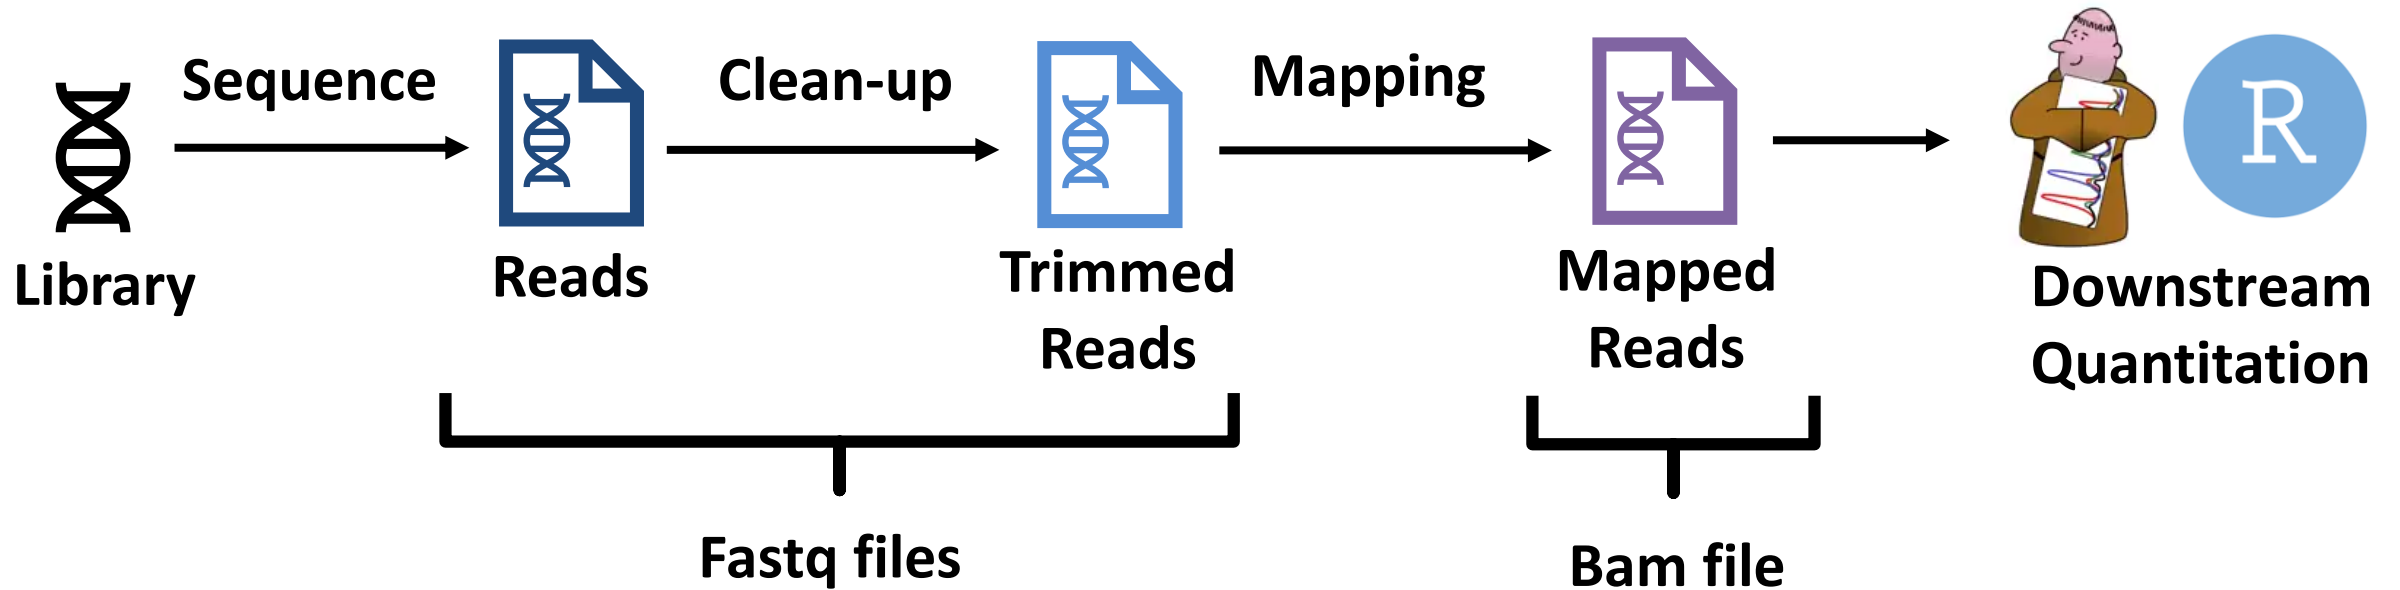 Sequence
Clean-up
Mapping
R
Library
Reads
Trimmed
Reads
Mapped
Reads
Downstream
Quantitation
Fastq files
Bam file